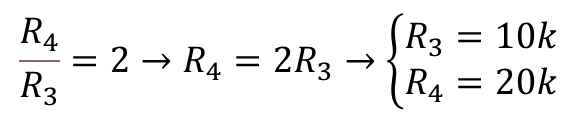 R₄/R₃ = 2 → R₄ = 2R₃ → { R₃ = 10k
R₄ = 20k